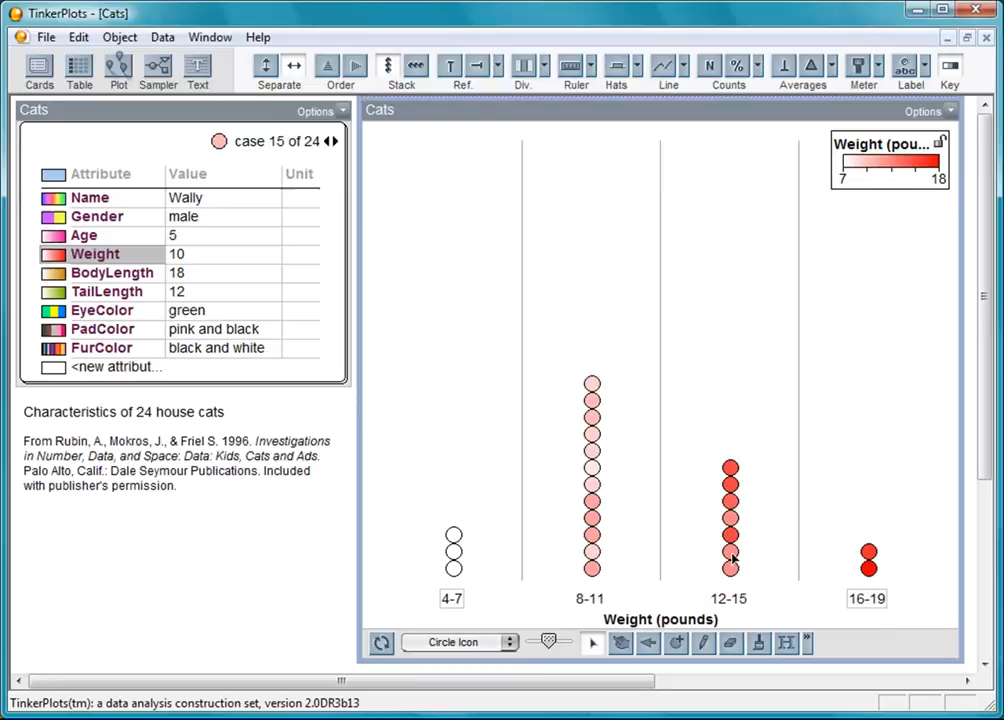 TinkerPlots - [Cats]
File Edit Object Data Window Help
Cards Table Plot Sampler Text Separate Order Stack Ref. Div. Ruler Hats Line Counts Averages Meter Label Key
Cats Options
case 15 of 24
Attribute Value Unit
Name Wally
Gender male
Age 5
Weight 10
BodyLength 18
TailLength 12
EyeColor green
PadColor pink and black
FurColor black and white
<new attribut...
Characteristics of 24 house cats
From Rubin, A., Mokros, J., & Friel S. 1996. Investigations
in Number, Data, and Space: Data: Kids, Cats and Ads.
Palo Alto, Calif.: Dale Seymour Publications. Included
with publisher's permission.
Cats Options
Weight (pou...
7 18
4-7 8-11 12-15 16-19
Weight (pounds)
Circle Icon
TinkerPlots(tm): a data analysis construction set, version 2.0DR3b13